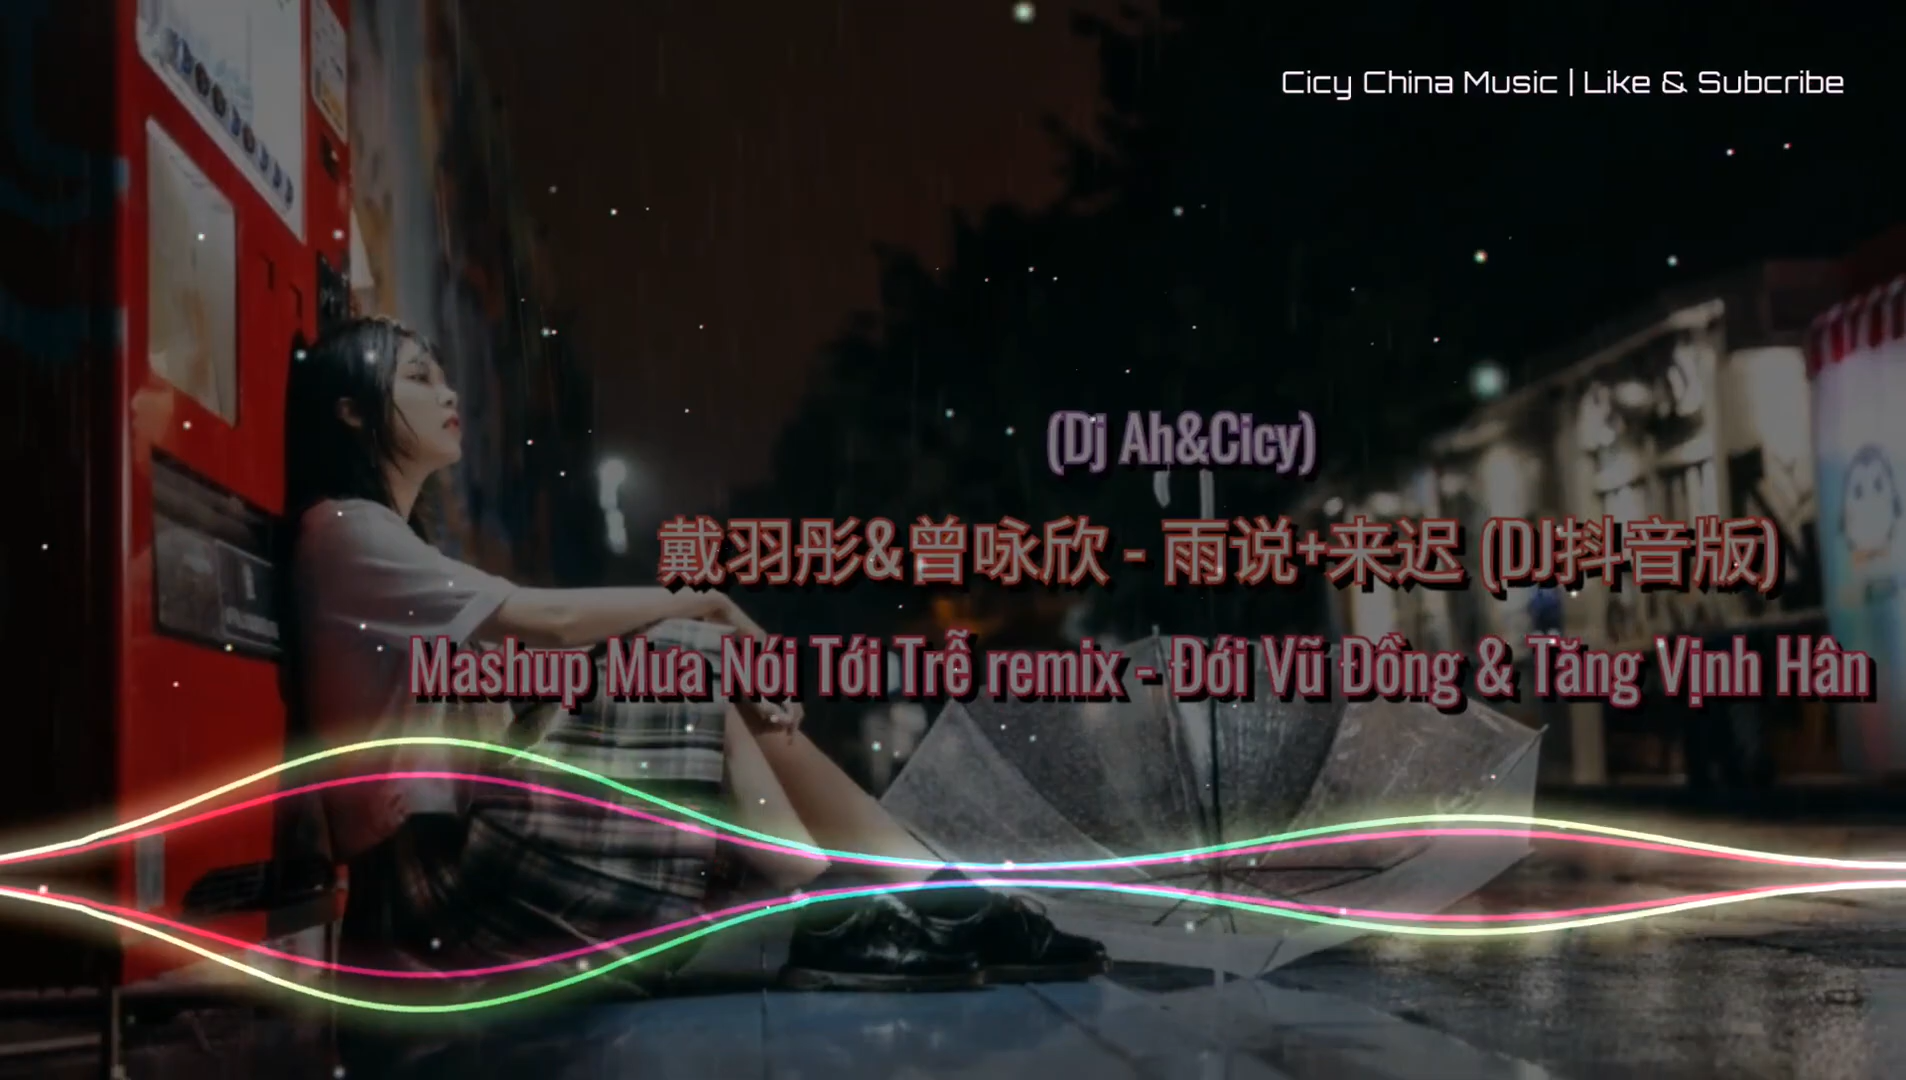 Cicy China Music | Like & Subcribe
(Dj Ah&Cicy)
戴羽彤&曾咏欣 - 雨说+来迟 (DJ抖音版)
Mashup Mưa Nói Tới Trễ remix - Đới Vũ Đồng & Tăng Vịnh Hân